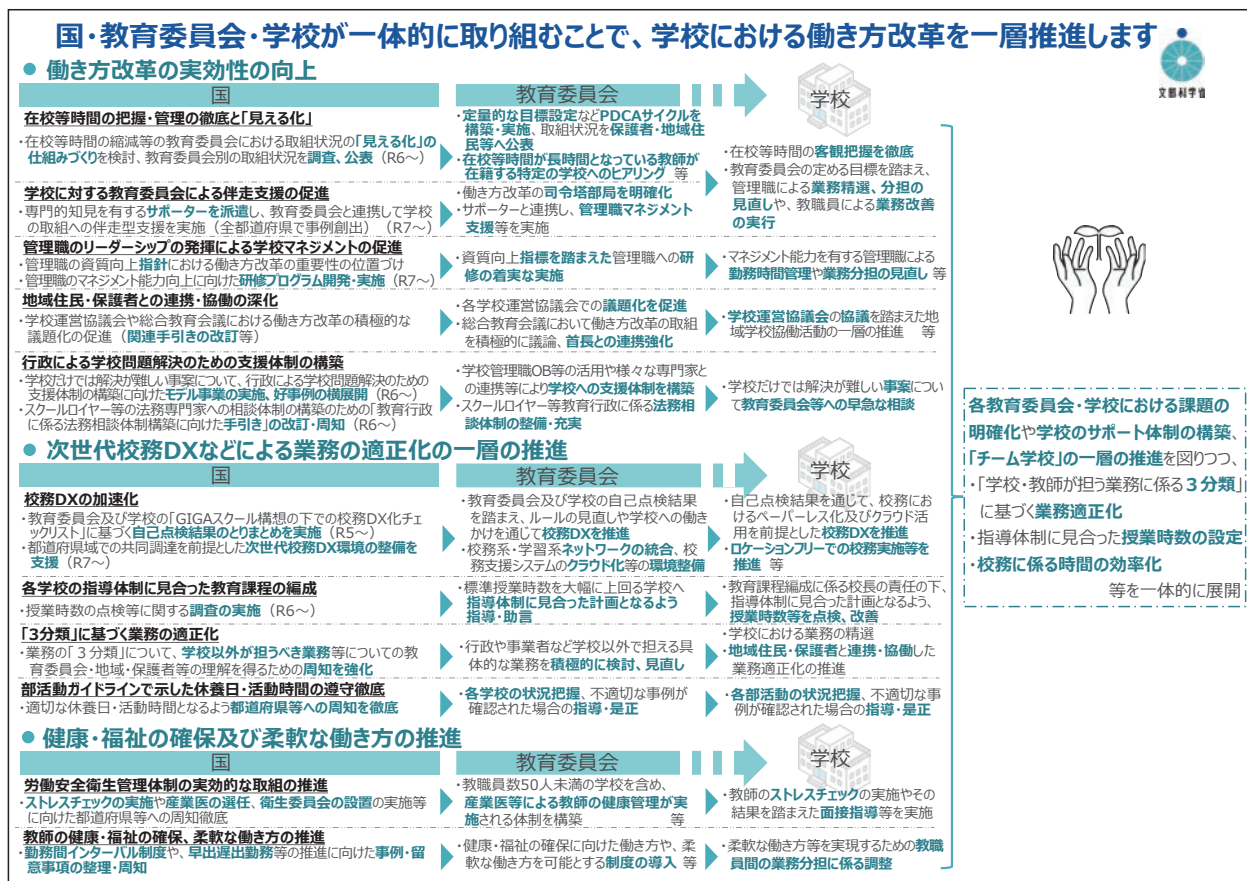 国・教育委員会・学校が一体的に取り組むことで、学校における働き方改革を一層推進します
文部科学省
● 働き方改革の実効性の向上
国
教育委員会
学校
在校等時間の把握・管理の徹底と「見える化」
・在校等時間の縮減等の教育委員会における取組状況の「見える化」の
仕組みづくりを検討、教育委員会別の取組状況を調査、公表（R6～）
・定量的な目標設定などPDCAサイクルを
構築・実施、取組状況を保護者・地域住
民等へ公表
・在校等時間が長時間となっている教師が
在籍する特定の学校へのヒアリング 等
・在校等時間の客観把握を徹底
・教育委員会の定める目標を踏まえ、
管理職による業務精選、分担の
見直しや、教職員による業務改善
の実行
学校に対する教育委員会による伴走支援の促進
・専門的知見を有するサポーターを派遣し、教育委員会と連携して学校
の取組への伴走型支援を実施（全都道府県で事例創出）（R7～）
・働き方改革の司令塔部局を明確化
・サポーターと連携し、管理職マネジメント
支援等を実施
管理職のリーダーシップの発揮による学校マネジメントの促進
・管理職の資質向上指針における働き方改革の重要性の位置づけ
・管理職のマネジメント能力向上に向けた研修プログラム開発・実施（R7～）
・資質向上指標を踏まえた管理職への研
修の着実な実施
・マネジメント能力を有する管理職による
勤務時間管理や業務分担の見直し 等
地域住民・保護者との連携・協働の深化
・学校運営協議会や総合教育会議における働き方改革の積極的な
議題化の促進（関連手引きの改訂等）
・各学校運営協議会での議題化を促進
・総合教育会議において働き方改革の取組
を積極的に議論、首長との連携強化
・学校運営協議会の協議を踏まえた地
域学校協働活動の一層の推進 等
行政による学校問題解決のための支援体制の構築
・学校だけでは解決が難しい事案について、行政による学校問題解決のための
支援体制の構築に向けたモデル事業の実施、好事例の横展開（R6～）
・スクールロイヤー等の法務専門家への相談体制の構築のための「教育行政
に係る法務相談体制構築に向けた手引き」の改訂・周知（R6～）
・学校管理職OB等の活用や様々な専門家と
の連携等により学校への支援体制を構築
・スクールロイヤー等教育行政に係る法務相
談体制の整備・充実
・学校だけでは解決が難しい事案につい
て教育委員会等への早急な相談
● 次世代校務DXなどによる業務の適正化の一層の推進
国
教育委員会
学校
校務DXの加速化
・教育委員会及び学校の「GIGAスクール構想の下での校務DX化チェ
ックリスト」に基づく自己点検結果のとりまとめを実施（R5～）
・都道府県域での共同調達を前提とした次世代校務DX環境の整備を
支援（R7～）
・教育委員会及び学校の自己点検結果
を踏まえ、ルールの見直しや学校への働き
かけを通じて校務DXを推進
・校務系・学習系ネットワークの統合、校
務支援システムのクラウド化等の環境整備
・自己点検結果を通じて、校務にお
けるペーパーレス化及びクラウド活
用を前提とした校務DXを推進
・ロケーションフリーでの校務実施等を
推進 等
各学校の指導体制に見合った教育課程の編成
・授業時数の点検等に関する調査の実施（R6～）
・標準授業時数を大幅に上回る学校へ
指導体制に見合った計画となるよう
指導・助言
・教育課程編成に係る校長の責任の下、
指導体制に見合った計画となるよう、
授業時数等を点検、改善
「3分類」に基づく業務の適正化
・業務の「３分類」について、学校以外が担うべき業務等についての教
育委員会・地域・保護者等の理解を得るための周知を強化
・行政や事業者など学校以外で担える具
体的な業務を積極的に検討、見直し
・学校における業務の精選
・地域住民・保護者と連携・協働した
業務適正化の推進
部活動ガイドラインで示した休養日・活動時間の遵守徹底
・適切な休養日・活動時間となるよう都道府県等への周知を徹底
・各学校の状況把握、不適切な事例が
確認された場合の指導・是正
・各部活動の状況把握、不適切な事
例が確認された場合の指導・是正
● 健康・福祉の確保及び柔軟な働き方の推進
国
教育委員会
学校
労働安全衛生管理体制の実効的な取組の推進
・ストレスチェックの実施や産業医の選任、衛生委員会の設置の実施等
に向けた都道府県等への周知徹底
・教職員数50人未満の学校を含め、
産業医等による教師の健康管理が実
施される体制を構築 等
・教師のストレスチェックの実施やその
結果を踏まえた面接指導等を実施
教師の健康・福祉の確保、柔軟な働き方の推進
・勤務間インターバル制度や、早出遅出勤務等の推進に向けた事例・留
意事項の整理・周知
・健康・福祉の確保に向けた働き方や、柔
軟な働き方を可能とする制度の導入 等
・柔軟な働き方等を実現するための教職
員間の業務分担に係る調整
各教育委員会・学校における課題の
明確化や学校のサポート体制の構築、
「チーム学校」の一層の推進を図りつつ、
・「学校・教師が担う業務に係る３分類」
に基づく業務適正化
・指導体制に見合った授業時数の設定
・校務に係る時間の効率化
等を一体的に展開